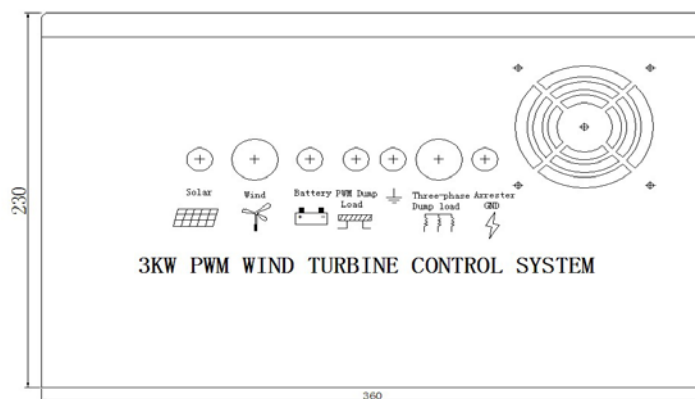 230
Solar
Wind
Battery
PWM Dump
Load
Three-phase
Dump load
Arrester
GND
3KW PWM WIND TURBINE CONTROL SYSTEM
360